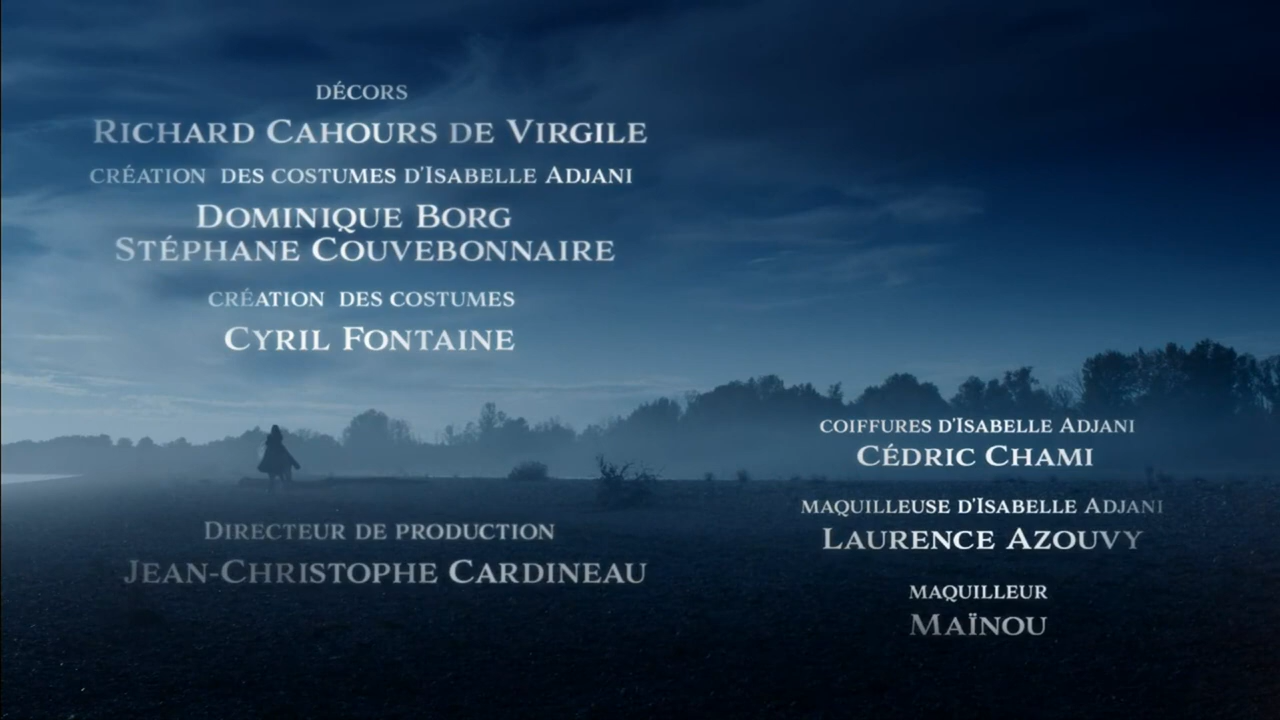 DÉCORS
RICHARD CAHOURS DE VIRGILE
CRÉATION DES COSTUMES D'ISABELLE ADJANI
DOMINIQUE BORG
STÉPHANE COUVEBONNAIRE
CRÉATION DES COSTUMES
CYRIL FONTAINE
DIRECTEUR DE PRODUCTION
JEAN-CHRISTOPHE CARDINEAU
COIFFURES D'ISABELLE ADJANI
CÉDRIC CHAMI
MAQUILLEUSE D'ISABELLE ADJANI
LAURENCE AZOUVY
MAQUILLEUR
MAÏNOU